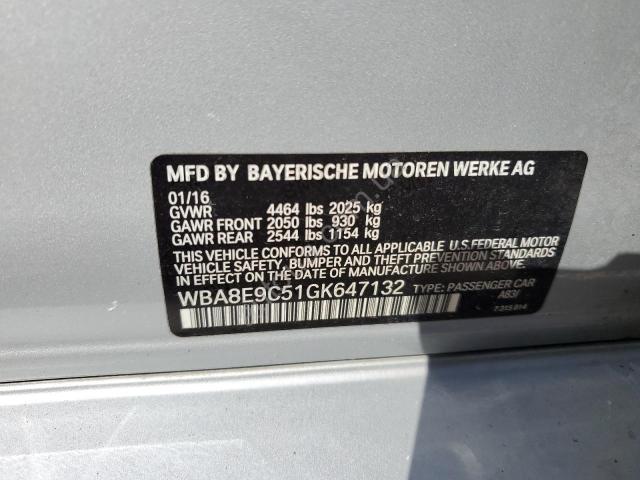 MFD BY BAYERISCHE MOTOREN WERKE AG
01/16
GVWR 4464 lbs 2025 kg
GAWR FRONT 2050 lbs 930 kg
GAWR REAR 2544 lbs 1154 kg
THIS VEHICLE CONFORMS TO ALL APPLICABLE U.S.FEDERAL MOTOR
VEHICLE SAFETY, BUMPER AND THEFT PREVENTION STANDARDS
IN EFFECT ON THE DATE OF MANUFACTURE SHOWN ABOVE.
WBA8E9C51GK647132 TYPE: PASSENGER CAR
A83/
7315814